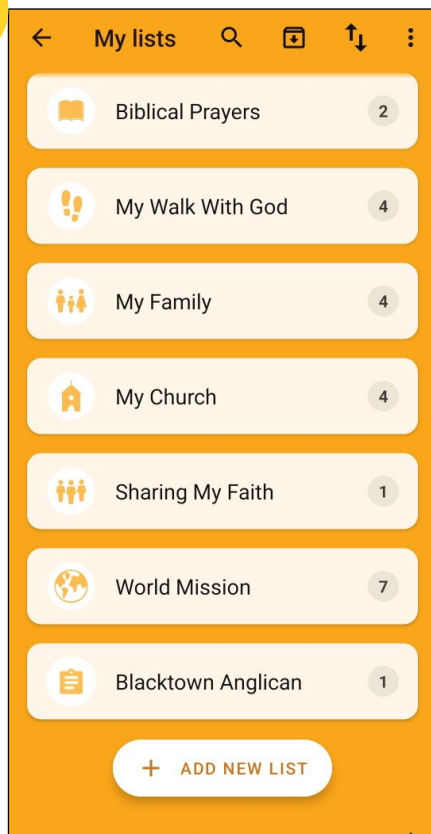 My lists
Biblical Prayers 2
My Walk With God 4
My Family 4
My Church 4
Sharing My Faith 1
World Mission 7
Blacktown Anglican 1
+ ADD NEW LIST